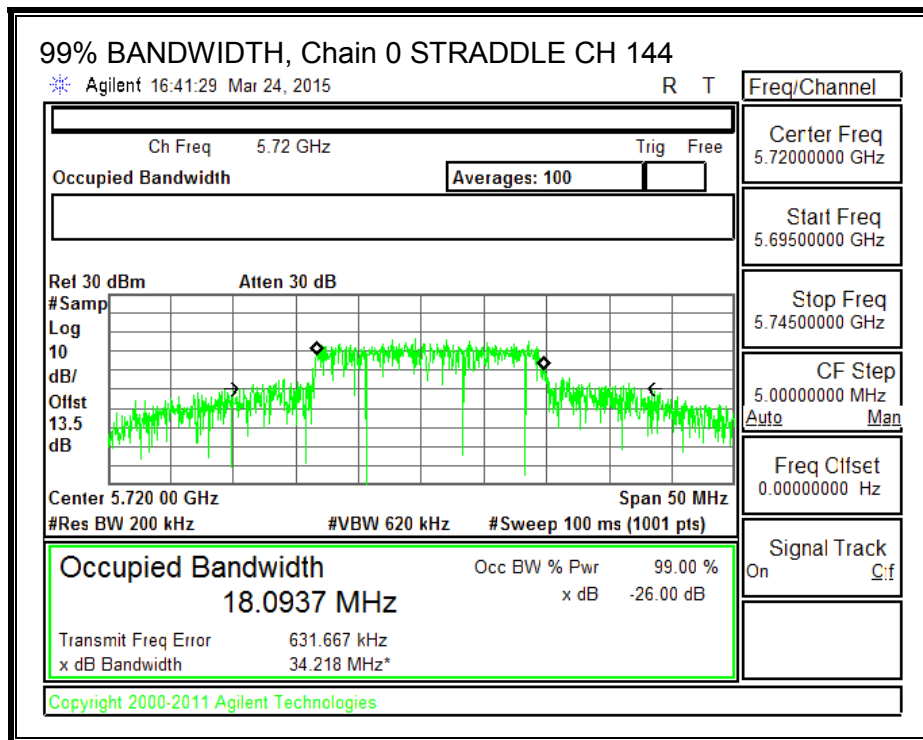 99% BANDWIDTH, Chain 0 STRADDLE CH 144
Agilent 16:41:29 Mar 24, 2015 R T
Freq/Channel
Ch Freq 5.72 GHz Trig Free
Occupied Bandwidth Averages: 100
Center Freq
5.72000000 GHz
Start Freq
5.69500000 GHz
Stop Freq
5.74500000 GHz
CF Step
5.00000000 MHz
Auto Man
Freq Offset
0.00000000 Hz
Signal Track
On Off
Ref 30 dBm Atten 30 dB
#Samp
Log
10
dB/
Offst
13.5
dB
Center 5.720 00 GHz Span 50 MHz
#Res BW 200 kHz #VBW 620 kHz #Sweep 100 ms (1001 pts)
Occupied Bandwidth Occ BW % Pwr 99.00 %
18.0937 MHz x dB -26.00 dB
Transmit Freq Error 631.667 kHz
x dB Bandwidth 34.218 MHz*
Copyright 2000-2011 Agilent Technologies